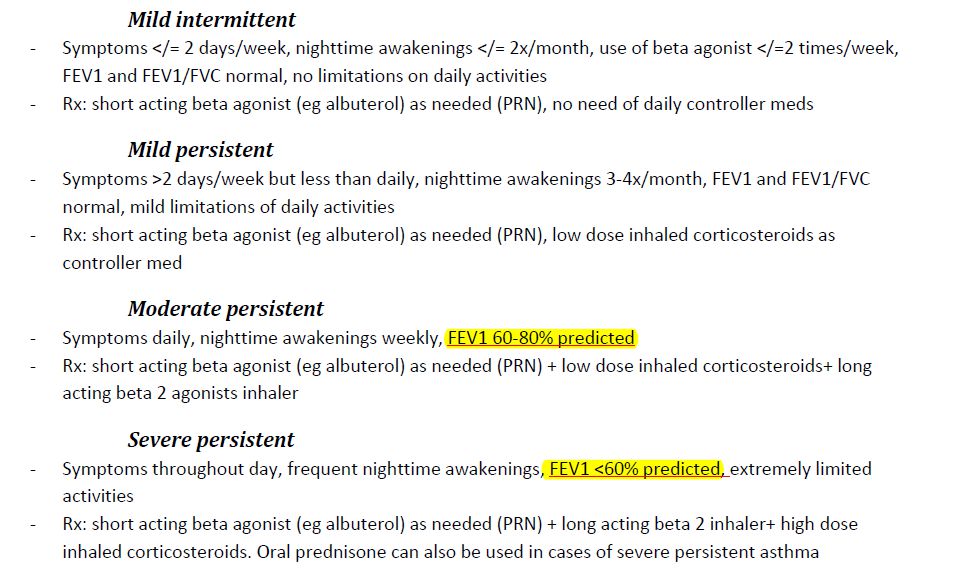 Mild intermittent
- Symptoms </= 2 days/week, nighttime awakenings </= 2x/month, use of beta agonist </=2 times/week,
FEV1 and FEV1/FVC normal, no limitations on daily activities
- Rx: short acting beta agonist (eg albuterol) as needed (PRN), no need of daily controller meds
Mild persistent
- Symptoms >2 days/week but less than daily, nighttime awakenings 3-4x/month, FEV1 and FEV1/FVC
normal, mild limitations of daily activities
- Rx: short acting beta agonist (eg albuterol) as needed (PRN), low dose inhaled corticosteroids as
controller med
Moderate persistent
- Symptoms daily, nighttime awakenings weekly, FEV1 60-80% predicted
- Rx: short acting beta agonist (eg albuterol) as needed (PRN) + low dose inhaled corticosteroids+ long
acting beta 2 agonists inhaler
Severe persistent
- Symptoms throughout day, frequent nighttime awakenings, FEV1 <60% predicted, extremely limited
activities
- Rx: short acting beta agonist (eg albuterol) as needed (PRN) + long acting beta 2 inhaler+ high dose
inhaled corticosteroids. Oral prednisone can also be used in cases of severe persistent asthma